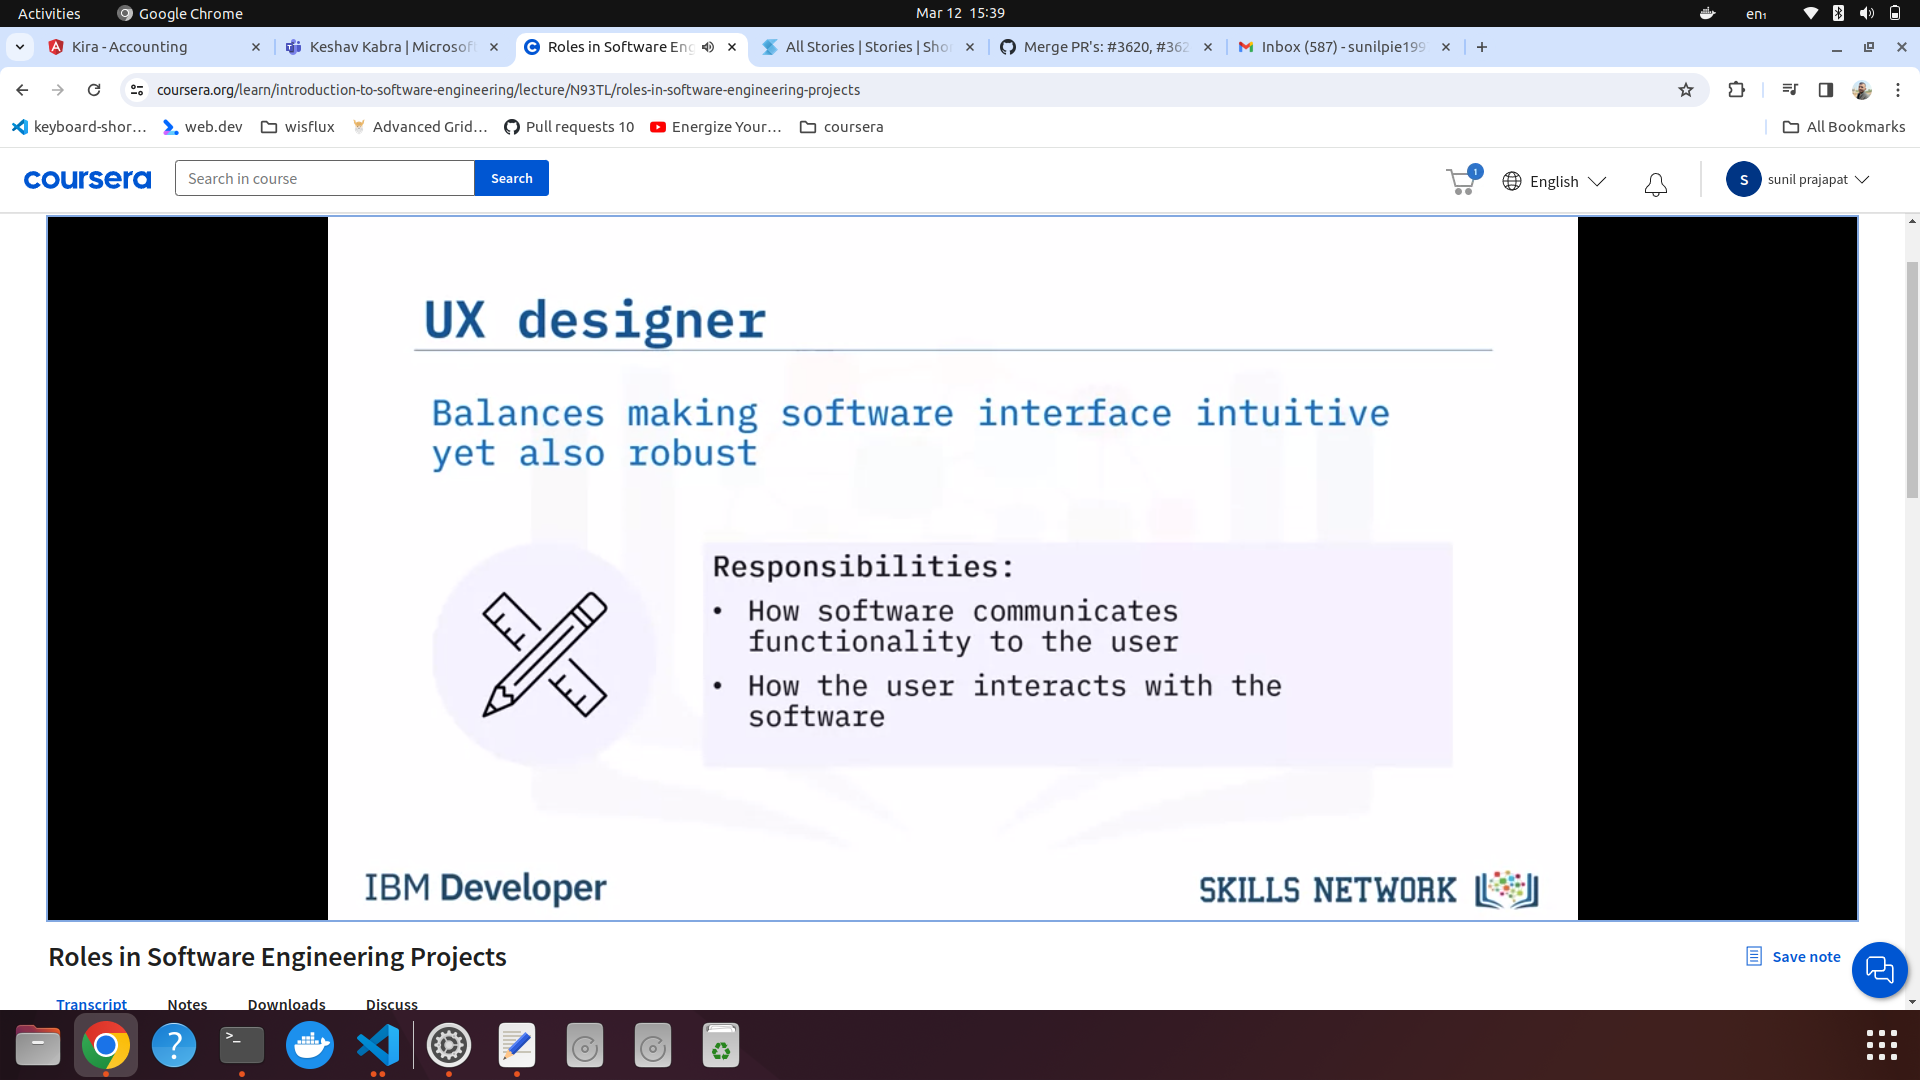 Activities
Google Chrome
Mar 12 15:39
en₁
Kira - Accounting
Keshav Kabra | Microsof
Roles in Software Eng
All Stories | Stories | Sho
Merge PR's: #3620, #362
Inbox (587) - sunilpie199
coursera.org/learn/introduction-to-software-engineering/lecture/N93TL/roles-in-software-engineering-projects
keyboard-shor...
web.dev
wisflux
Advanced Grid...
Pull requests 10
Energize Your...
coursera
All Bookmarks
coursera
Search in course
Search
1
English
S
sunil prajapat
UX designer
Balances making software interface intuitive
yet also robust
Responsibilities:
• How software communicates
functionality to the user
• How the user interacts with the
software
IBM Developer
SKILLS NETWORK
Roles in Software Engineering Projects
Save note
Transcript
Notes
Downloads
Discuss